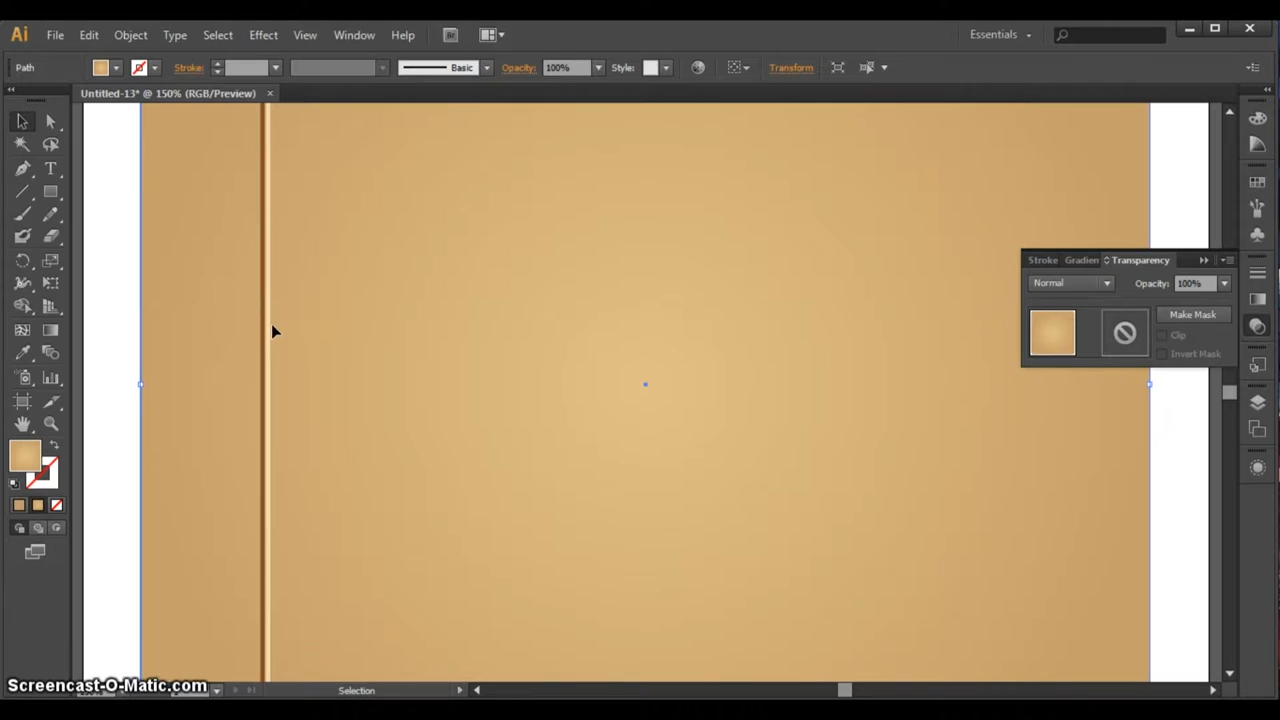 Ai File Edit Object Type Select Effect View Window Help Br Essentials
Path Stroke: Basic Opacity: 100% Style: Transform
Untitled-13* @ 150% (RGB/Preview) ×
Stroke Gradien Transparency
Normal Opacity: 100%
Make Mask
Clip
Invert Mask
Selection
Screencast-O-Matic.com